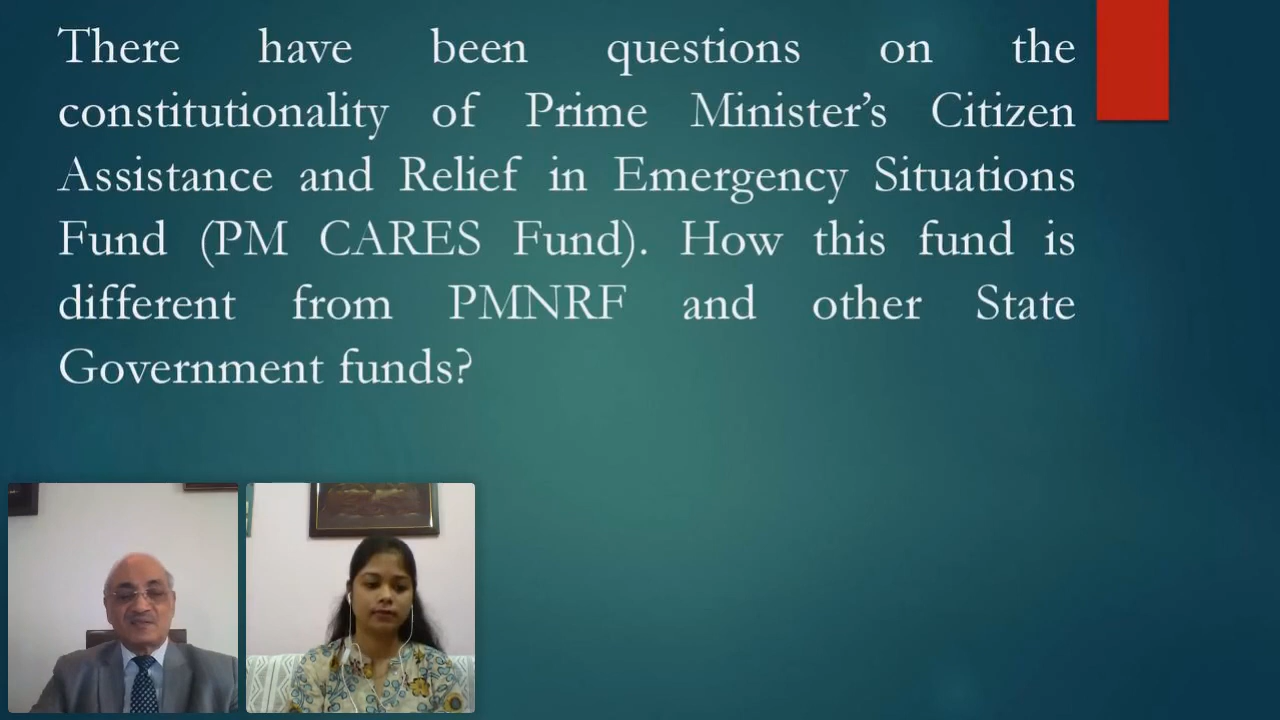 There have been questions on the
constitutionality of Prime Minister’s Citizen
Assistance and Relief in Emergency Situations
Fund (PM CARES Fund). How this fund is
different from PMNRF and other State
Government funds?